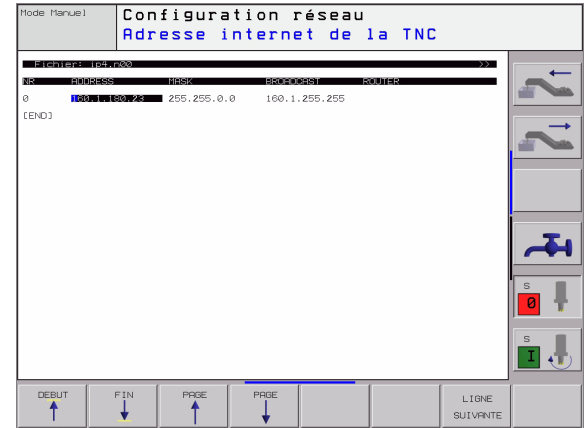 Mode Manuel
Configuration réseau
Adresse internet de la TNC
Fichier: ip4.n00 >>
NR ADDRESS MASK BROADCAST ROUTER
0 160.1.180.23 255.255.0.0 160.1.255.255
[END]
S
0
S
I
DEBUT FIN PAGE PAGE LIGNE
SUIVANTE